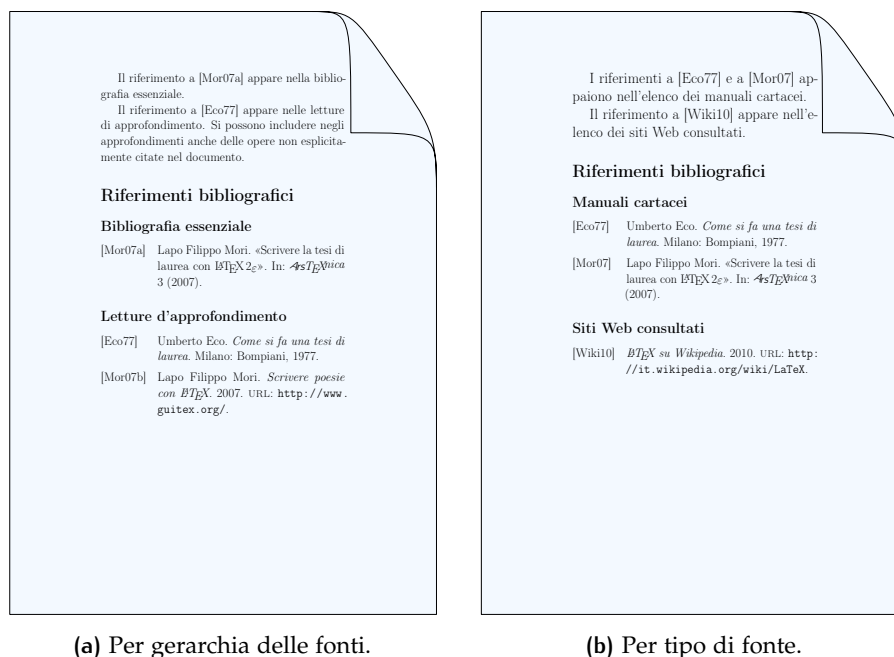 Il riferimento a [Mor07a] appare nella biblio-
grafia essenziale.
Il riferimento a [Eco77] appare nelle letture
di approfondimento. Si possono includere negli
approfondimenti anche delle opere non esplicita-
mente citate nel documento.
Riferimenti bibliografici
Bibliografia essenziale
[Mor07a] Lapo Filippo Mori. «Scrivere la tesi di
laurea con LATEX 2ε». In: ArsTEXnica
3 (2007).
Letture d'approfondimento
[Eco77] Umberto Eco. Come si fa una tesi di
laurea. Milano: Bompiani, 1977.
[Mor07b] Lapo Filippo Mori. Scrivere poesie
con LATEX. 2007. URL: http://www.
guitex.org/.
(a) Per gerarchia delle fonti.
I riferimenti a [Eco77] e a [Mor07] ap-
paiono nell'elenco dei manuali cartacei.
Il riferimento a [Wiki10] appare nell'e-
lenco dei siti Web consultati.
Riferimenti bibliografici
Manuali cartacei
[Eco77] Umberto Eco. Come si fa una tesi di
laurea. Milano: Bompiani, 1977.
[Mor07] Lapo Filippo Mori. «Scrivere la tesi di
laurea con LATEX 2ε». In: ArsTEXnica 3
(2007).
Siti Web consultati
[Wiki10] LATEX su Wikipedia. 2010. URL: http:
//it.wikipedia.org/wiki/LaTeX.
(b) Per tipo di fonte.